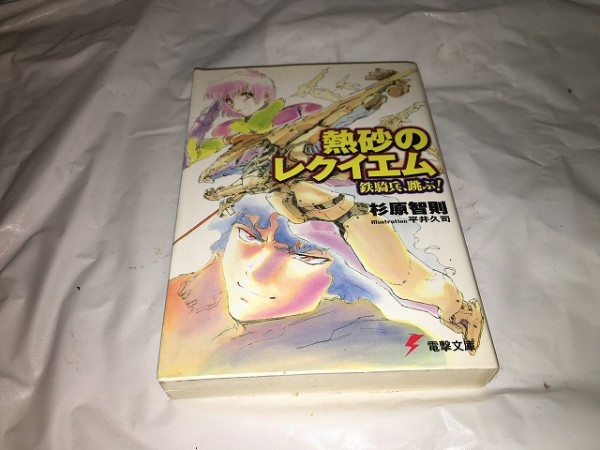 熱砂の
レクイエム
鉄騎兵、跳ぶ!
杉原智則
Illustration 平井久司
電撃文庫